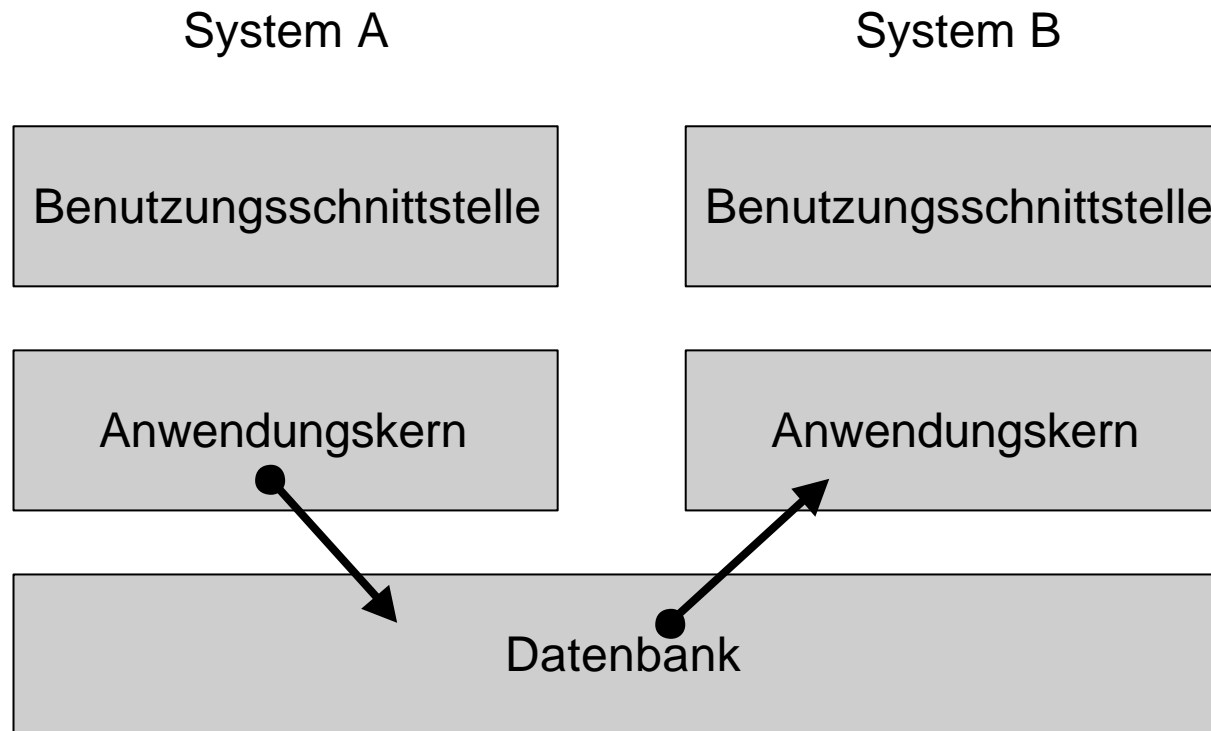 System A
System B
Benutzungsschnittstelle
Benutzungsschnittstelle
Anwendungskern
Anwendungskern
Datenbank